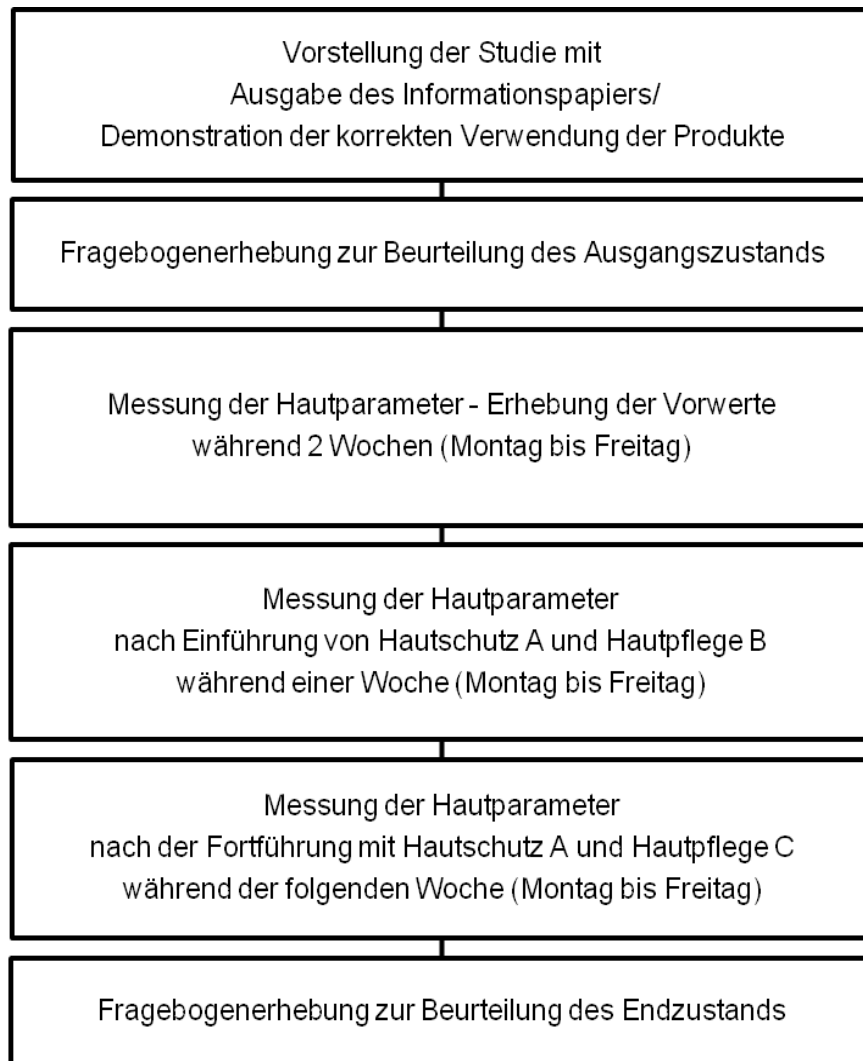 Vorstellung der Studie mit
Ausgabe des Informationspapiers/
Demonstration der korrekten Verwendung der Produkte
Fragebogenerhebung zur Beurteilung des Ausgangszustands
Messung der Hautparameter - Erhebung der Vorwerte
während 2 Wochen (Montag bis Freitag)
Messung der Hautparameter
nach Einführung von Hautschutz A und Hautpflege B
während einer Woche (Montag bis Freitag)
Messung der Hautparameter
nach der Fortführung mit Hautschutz A und Hautpflege C
während der folgenden Woche (Montag bis Freitag)
Fragebogenerhebung zur Beurteilung des Endzustands